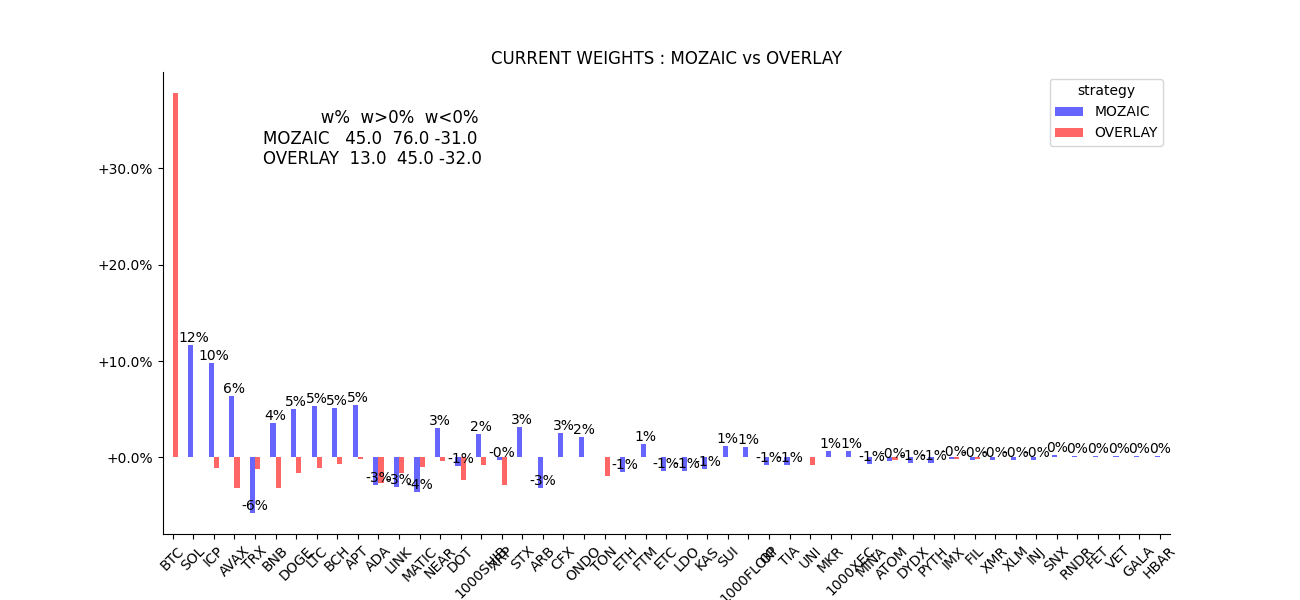 CURRENT WEIGHTS : MOZAIC vs OVERLAY
strategy
MOZAIC
OVERLAY
w% w>0% w<0%
MOZAIC 45.0 76.0 -31.0
OVERLAY 13.0 45.0 -32.0
+30.0%
+20.0%
+10.0%
+0.0%
12%
10%
6%
-6%
4%
5%
5%
5%
5%
-3%
-3%
-4%
3%
-1%
2%
-0%
3%
-3%
3%
2%
-1%
1%
-1%
-1%
-1%
1%
1%
-1%
-1%
1%
1%
-1%
-0%
-1%
-1%
-0%
-0%
-0%
-0%
-0%
0%
0%
0%
0%
0%
0%
BTC
SOL
ICP
AVAX
TRX
BNB
DOGE
LTC
BCH
APT
ADA
LINK
MATIC
NEAR
DOT
1000SHIB
XRP
STX
ARB
CFX
ONDO
TON
ETH
FTM
ETC
LDO
KAS
SUI
1000FLOKI
OP
TIA
UNI
MKR
1000XEC
MINA
ATOM
DYDX
PYTH
IMX
FIL
XMR
XLM
INJ
SNX
RNDR
FET
VET
GALA
HBAR